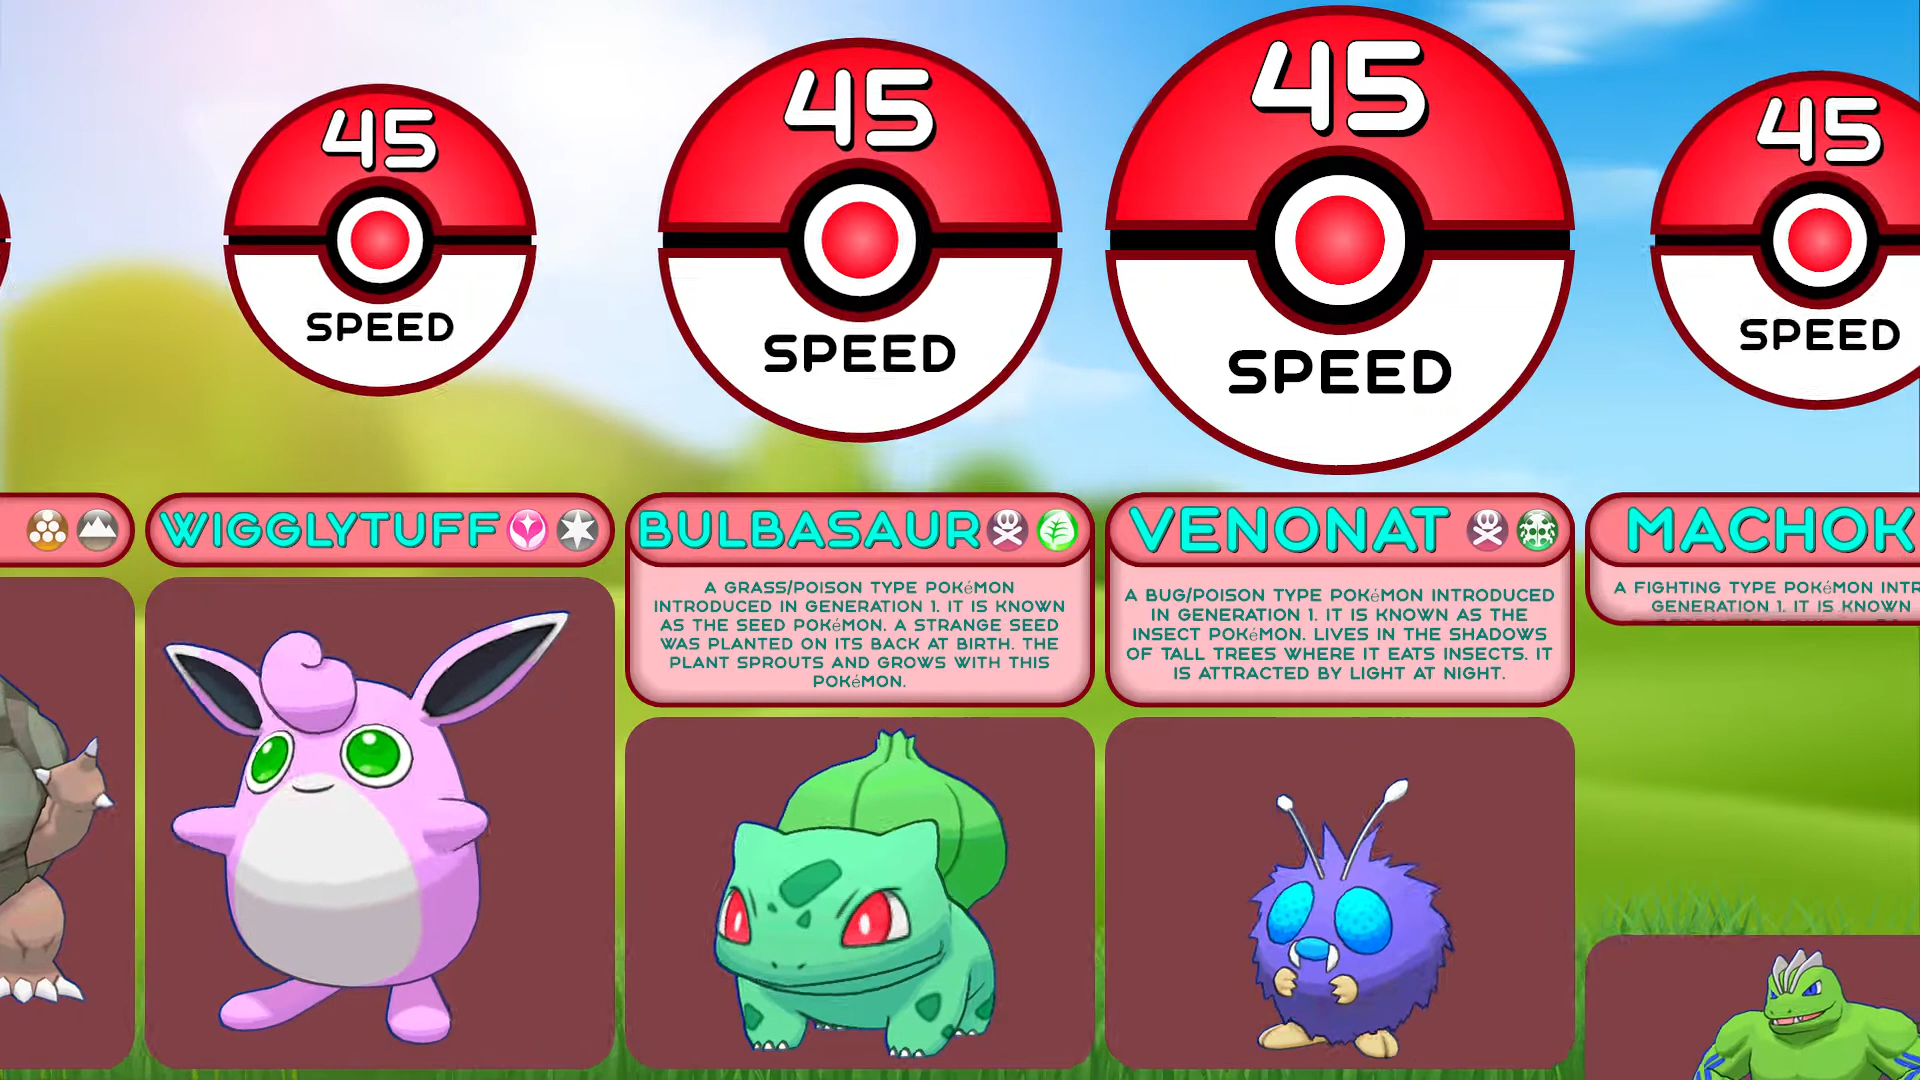 45
SPEED
45
SPEED
45
SPEED
45
SPEED
WIGGLYTUFF
BULBASAUR
A GRASS/POISON TYPE POKéMON
INTRODUCED IN GENERATION 1. IT IS KNOWN
AS THE SEED POKéMON. A STRANGE SEED
WAS PLANTED ON ITS BACK AT BIRTH. THE
PLANT SPROUTS AND GROWS WITH THIS
POKéMON.
VENONAT
A BUG/POISON TYPE POKéMON INTRODUCED
IN GENERATION 1. IT IS KNOWN AS THE
INSECT POKéMON. LIVES IN THE SHADOWS
OF TALL TREES WHERE IT EATS INSECTS. IT
IS ATTRACTED BY LIGHT AT NIGHT.
MACHOK
A FIGHTING TYPE POKéMON INTR
GENERATION 1. IT IS KNOWN